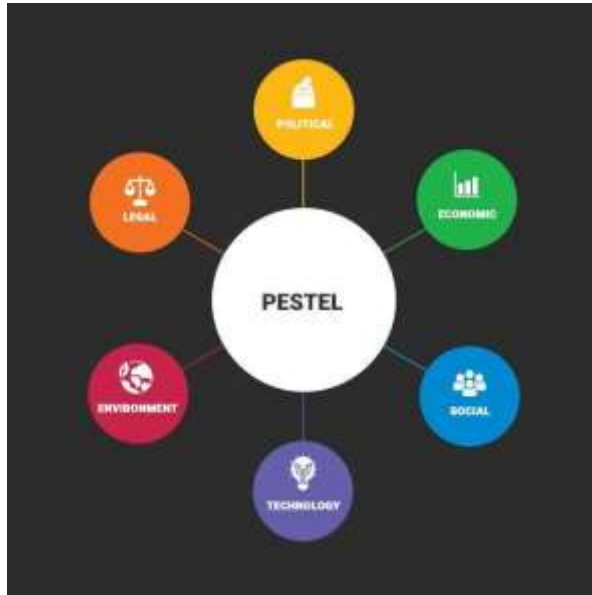 POLITICAL
ECONOMIC
LEGAL
PESTEL
ENVIRONMENT
SOCIAL
TECHNOLOGY